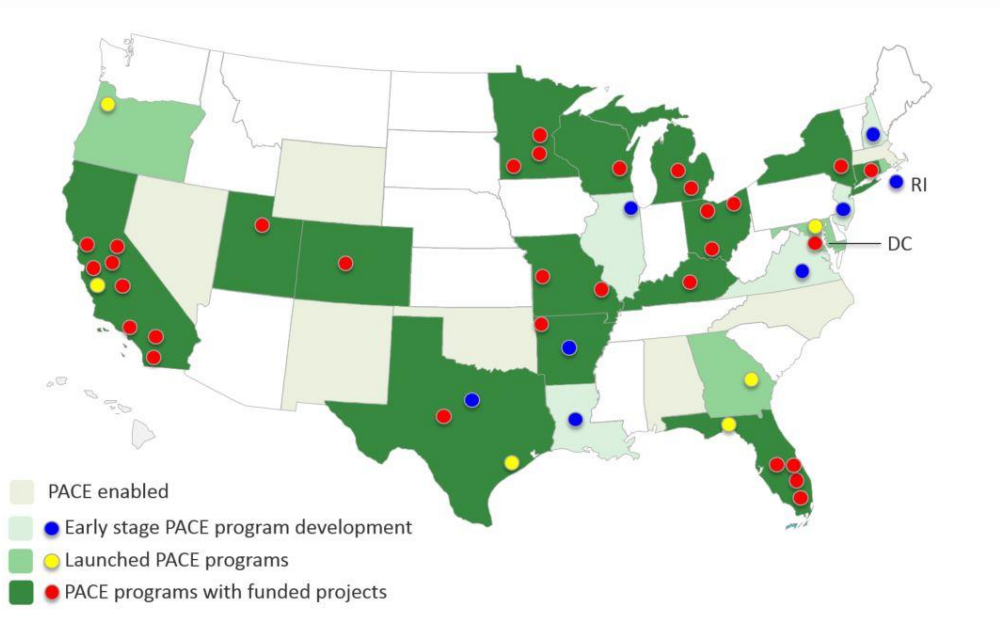 RI
DC
PACE enabled
Early stage PACE program development
Launched PACE programs
PACE programs with funded projects